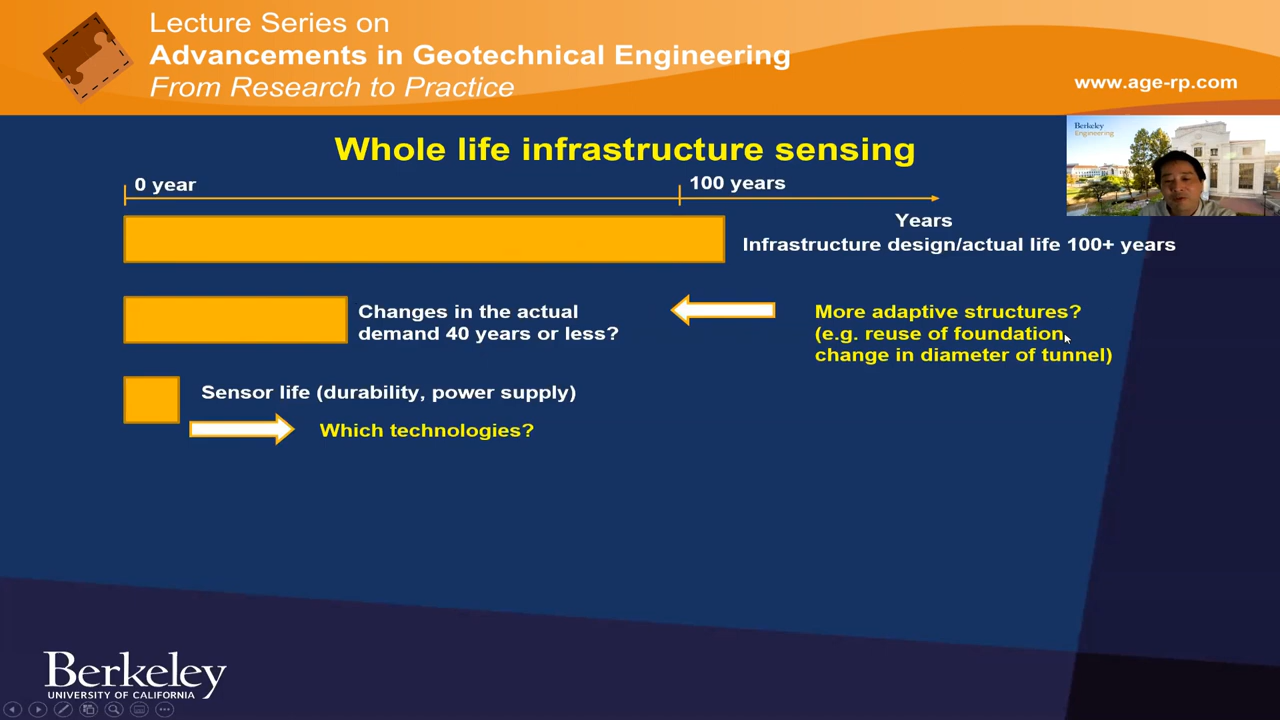 Lecture Series on
Advancements in Geotechnical Engineering
From Research to Practice
www.age-rp.com
Berkeley
Engineering
Whole life infrastructure sensing
0 year
100 years
Years
Infrastructure design/actual life 100+ years
Changes in the actual
demand 40 years or less?
More adaptive structures?
(e.g. reuse of foundation,
change in diameter of tunnel)
Sensor life (durability, power supply)
Which technologies?
Berkeley
UNIVERSITY OF CALIFORNIA